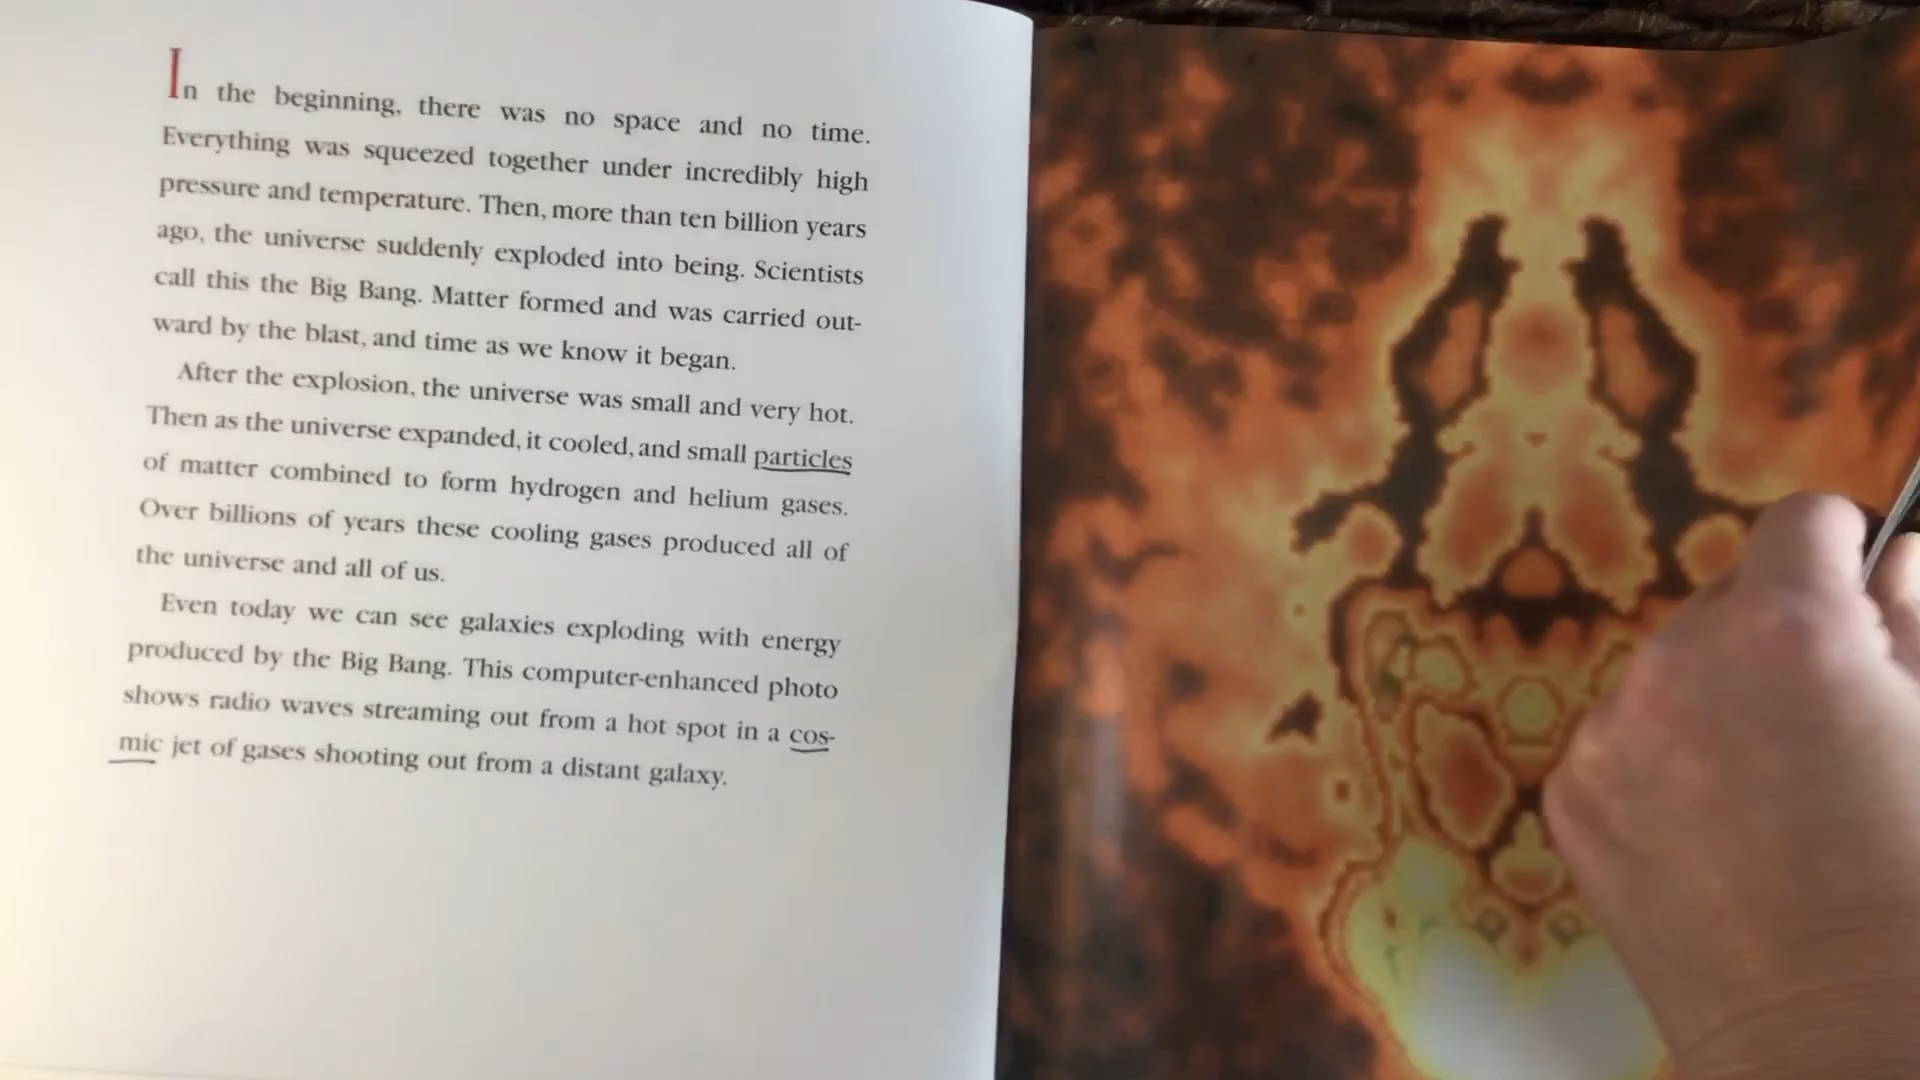 In the beginning, there was no space and no time.
Everything was squeezed together under incredibly high
pressure and temperature. Then, more than ten billion years
ago, the universe suddenly exploded into being. Scientists
call this the Big Bang. Matter formed and was carried out-
ward by the blast, and time as we know it began.
After the explosion, the universe was small and very hot.
Then as the universe expanded, it cooled, and small particles
of matter combined to form hydrogen and helium gases.
Over billions of years these cooling gases produced all of
the universe and all of us.
Even today we can see galaxies exploding with energy
produced by the Big Bang. This computer-enhanced photo
shows radio waves streaming out from a hot spot in a cos-
mic jet of gases shooting out from a distant galaxy.